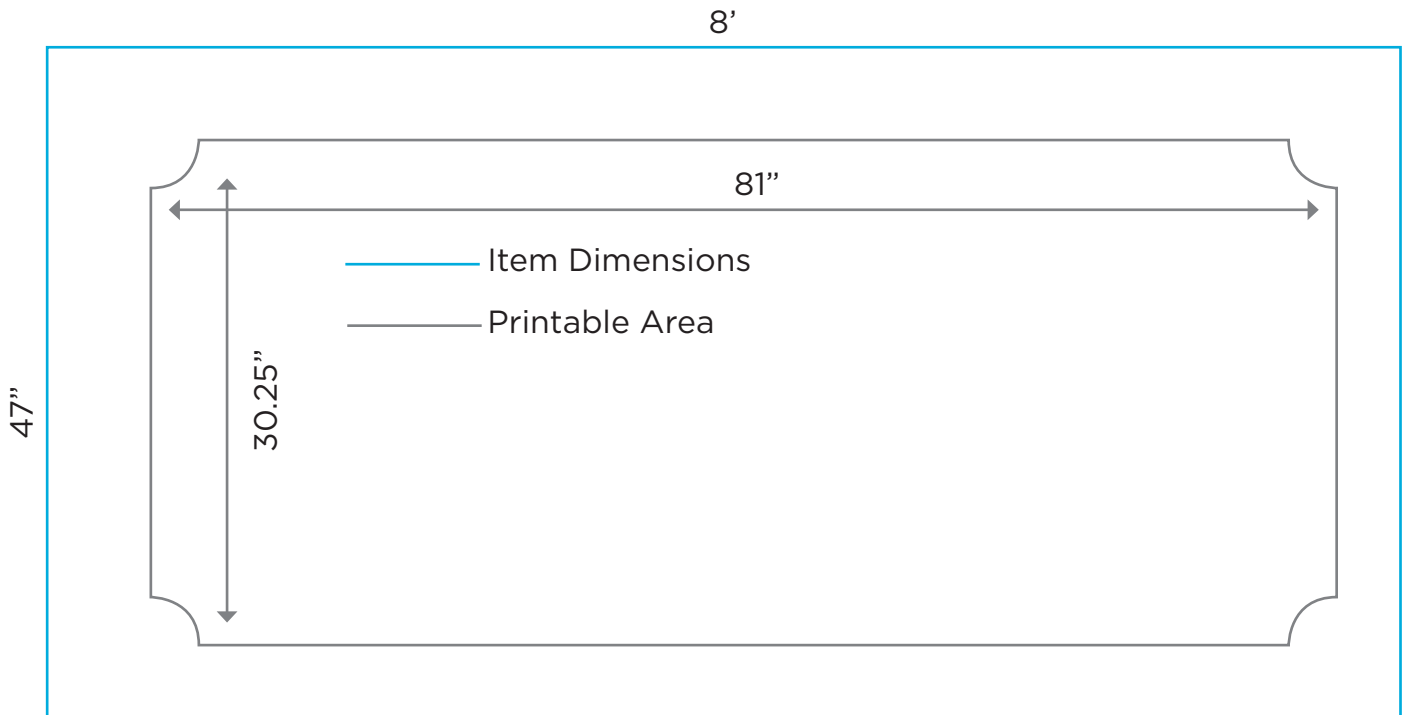 8’
81”
Item Dimensions
Printable Area
30.25”
47”